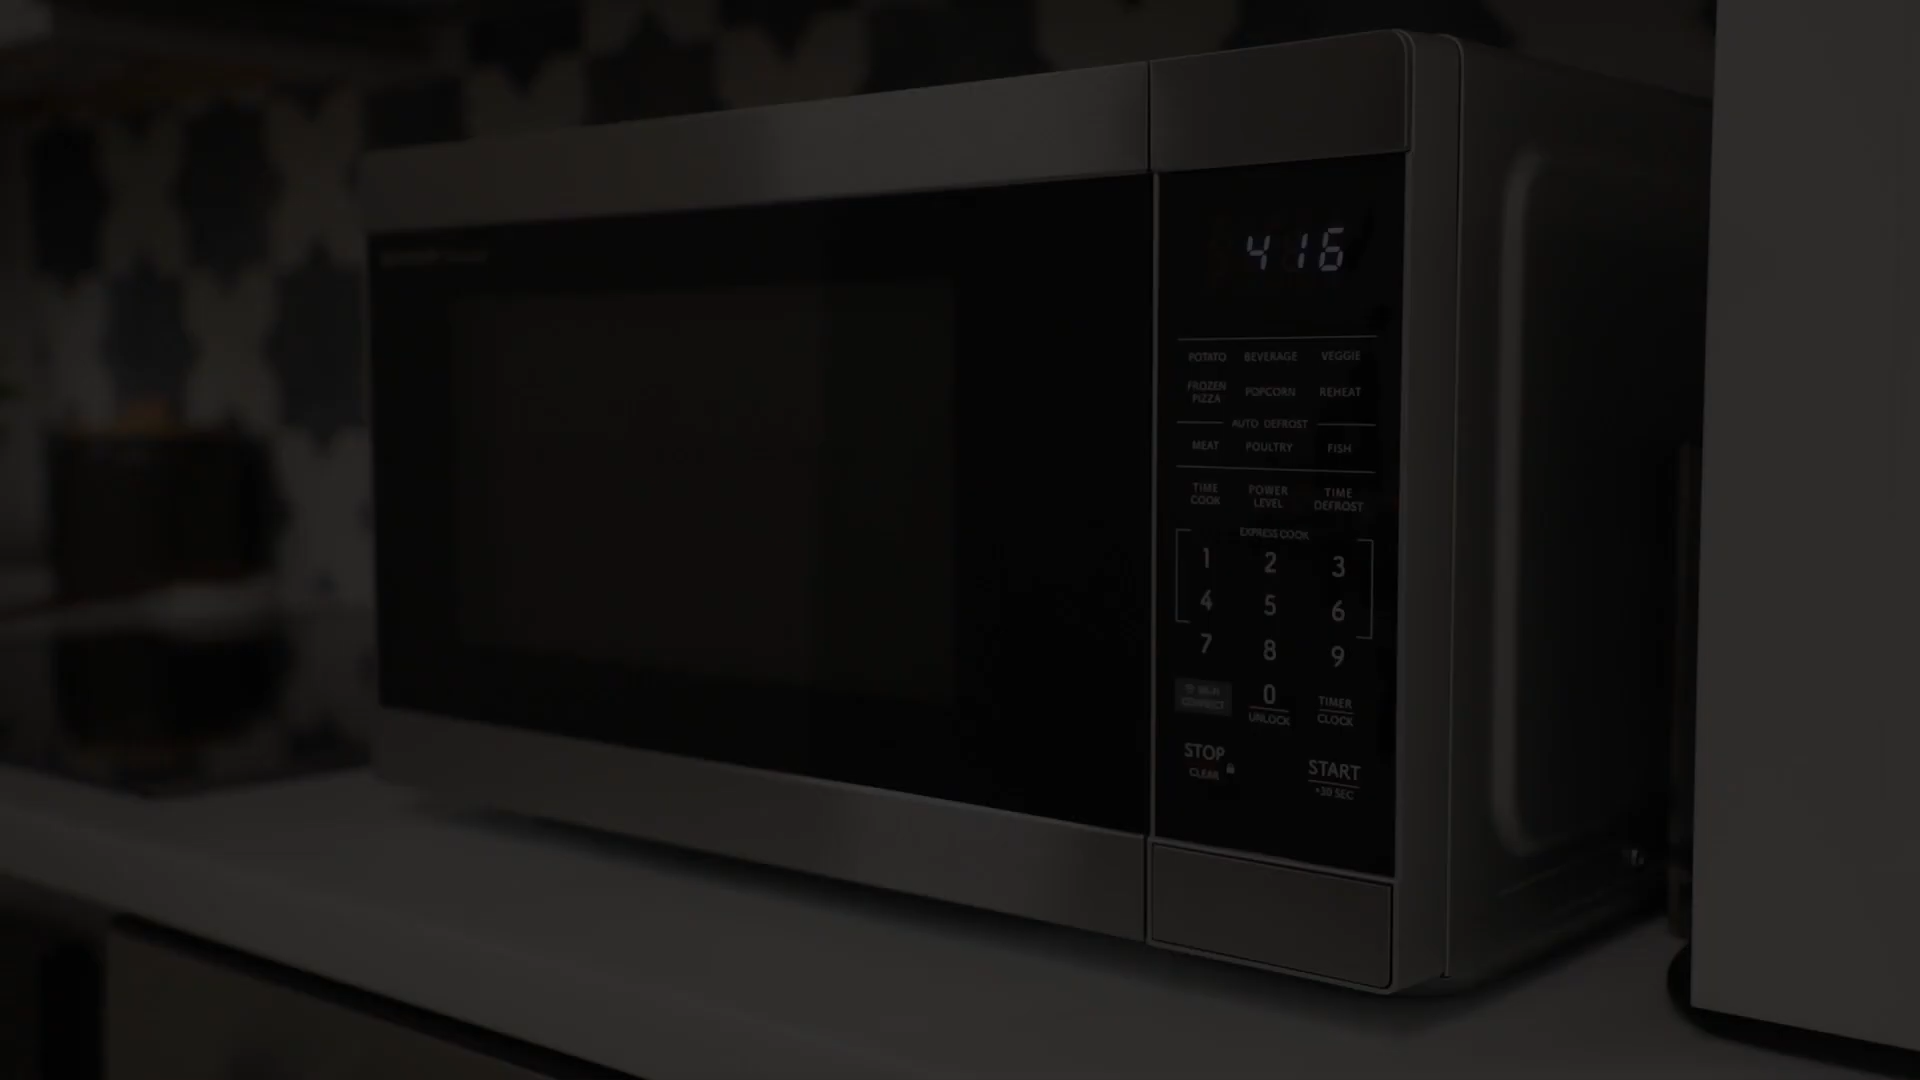 4 16
POTATO BEVERAGE VEGGIE
FROZEN PIZZA POPCORN REHEAT
AUTO DEFROST
MEAT POULTRY FISH
TIME COOK POWER LEVEL TIME DEFROST
EXPRESS COOK
1 2 3
4 5 6
7 8 9
CONNECT 0 UNLOCK TIMER CLOCK
STOP CLEAR START +30 SEC